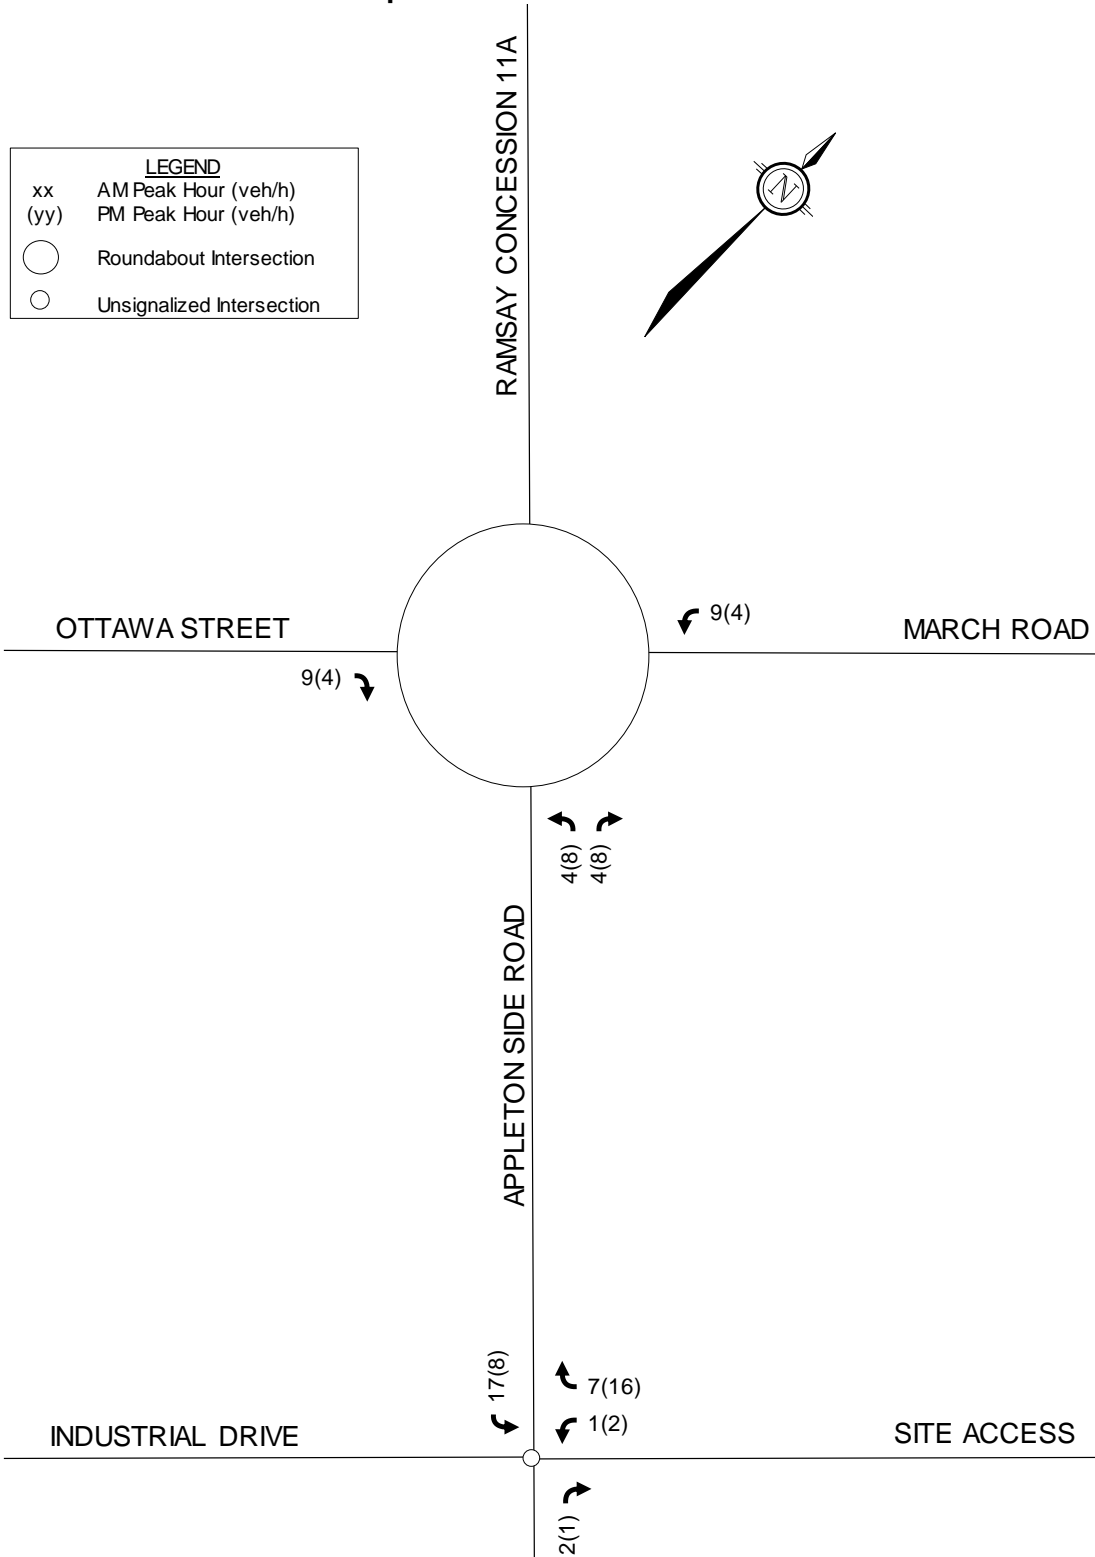 RAMSAY CONCESSION 11A
LEGEND
xx AM Peak Hour (veh/h)
(yy) PM Peak Hour (veh/h)
Roundabout Intersection
Unsignalized Intersection
N
OTTAWA STREET
9(4)
MARCH ROAD
9(4)
4(8)
4(8)
APPLETON SIDE ROAD
17(8)
7(16)
1(2)
INDUSTRIAL DRIVE
SITE ACCESS
2(1)